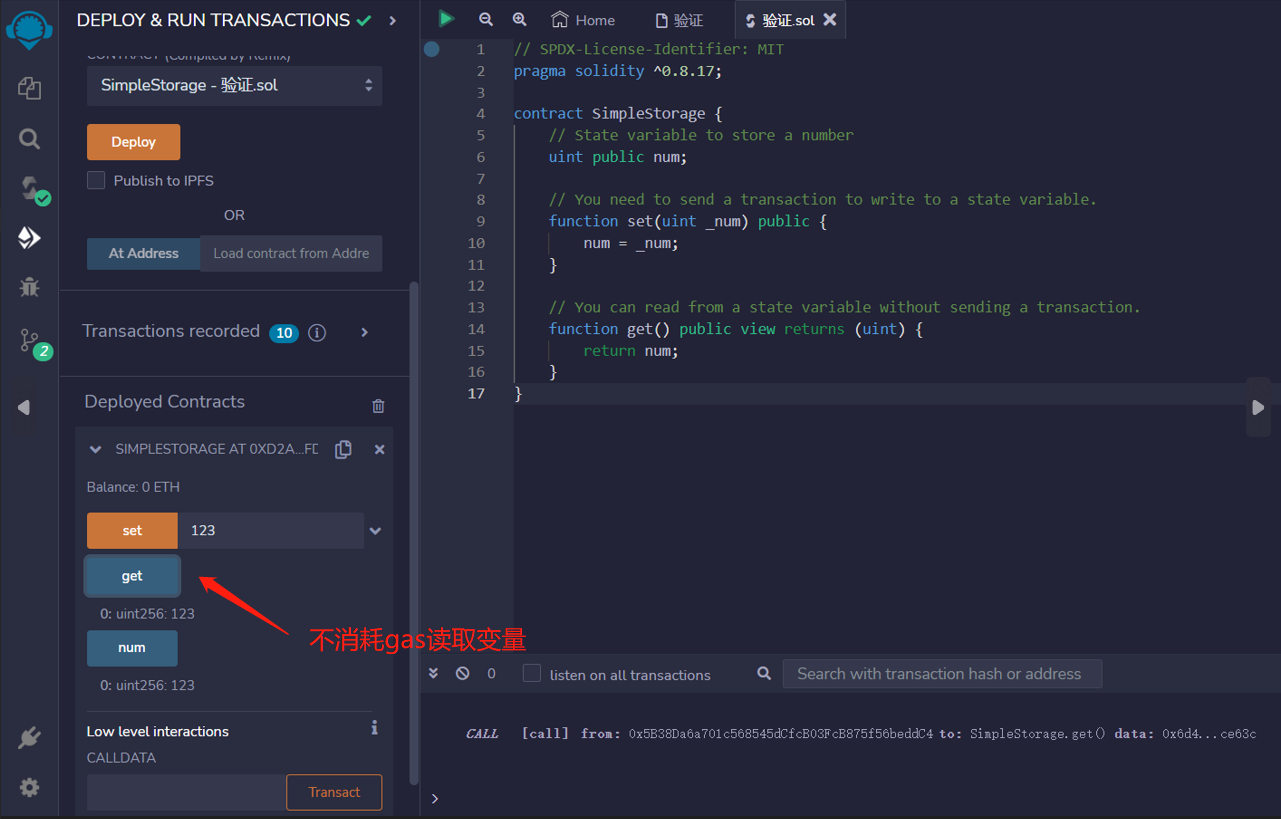 DEPLOY & RUN TRANSACTIONS
CONTRACT (Compiled by Remix)
SimpleStorage - 验证.sol
Deploy
Publish to IPFS
OR
At Address
Load contract from Addre
Transactions recorded 10
2
Deployed Contracts
SIMPLESTORAGE AT 0XD2A...FD
Balance: 0 ETH
set 123
get
0: uint256: 123
num
0: uint256: 123
不消耗gas读取变量
Low level interactions
CALLDATA
Transact
Home
验证
验证.sol
1 // SPDX-License-Identifier: MIT
2 pragma solidity ^0.8.17;
3
4 contract SimpleStorage {
5 // State variable to store a number
6 uint public num;
7
8 // You need to send a transaction to write to a state variable.
9 function set(uint _num) public {
10 num = _num;
11 }
12
13 // You can read from a state variable without sending a transaction.
14 function get() public view returns (uint) {
15 return num;
16 }
17 }
0 listen on all transactions Search with transaction hash or address
CALL [call] from: 0x5B38Da6a701c568545dCfcB03FcB875f56beddC4 to: SimpleStorage.get() data: 0x6d4...ce63c
>